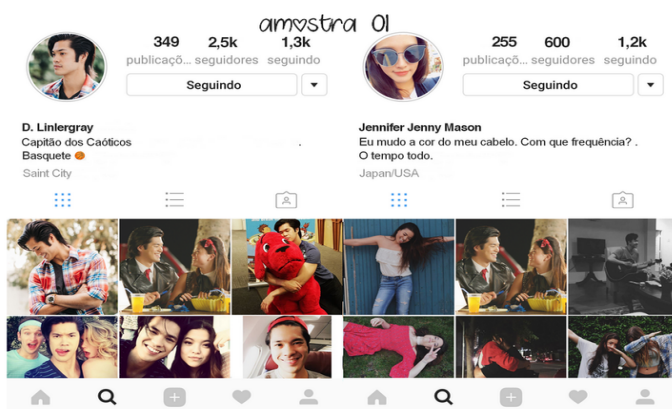 amostra 01
349 2,5k 1,3k
publicaçõ... seguidores seguindo
Seguindo
D. Linlergray
Capitão dos Caóticos
.
Basquete 🏀
Saint City
255 600 1,2k
publicaçõ... seguidores seguindo
Seguindo
Jennifer Jenny Mason
Eu mudo a cor do meu cabelo. Com que frequência? .
O tempo todo.
Japan/USA